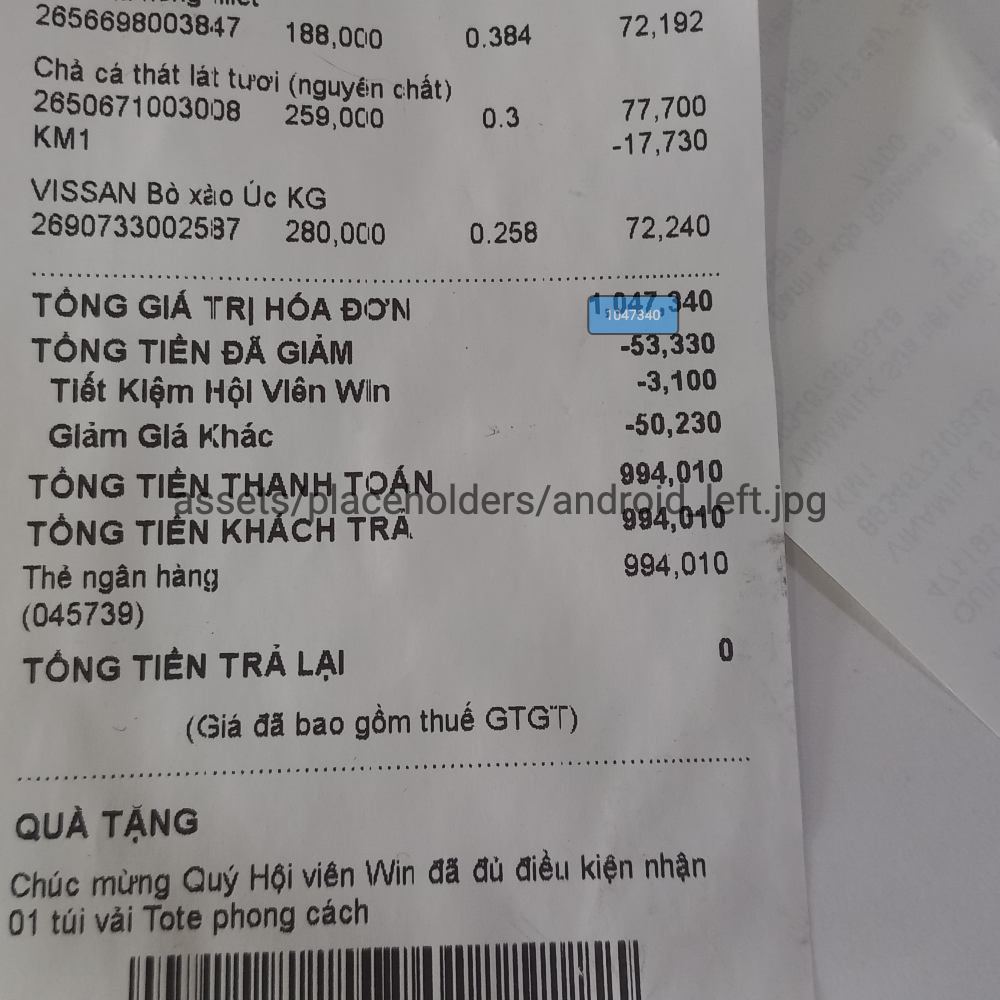 2656698003847 188,000 0.384 72,192
Chả cá thát lát tươi (nguyên chất)
2650671003008 259,000 0.3 77,700
KM1 -17,730
VISSAN Bò xào Úc KG
2690733002587 280,000 0.258 72,240
TỔNG GIÁ TRỊ HÓA ĐƠN 1,047,340
1047340
TỔNG TIỀN ĐÃ GIẢM -53,330
Tiết Kiệm Hội Viên Win -3,100
Giảm Giá Khác -50,230
TỔNG TIỀN THANH TOÁN 994,010
assets/placeholders/android_left.jpg
TỔNG TIỀN KHÁCH TRẢ 994,010
Thẻ ngân hàng 994,010
(045739)
TỔNG TIỀN TRẢ LẠI 0
(Giá đã bao gồm thuế GTGT)
QUÀ TẶNG
Chúc mừng Quý Hội viên Win đã đủ điều kiện nhận
01 túi vải Tote phong cách